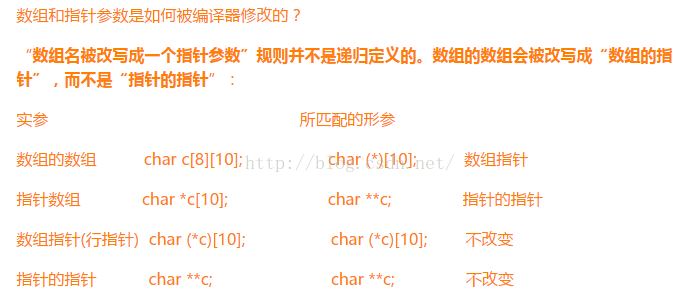 数组和指针参数是如何被编译器修改的？
“数组名被改写成一个指针参数”规则并不是递归定义的。数组的数组会被改写成“数组的指
针”，而不是“指针的指针”：
实参 所匹配的形参
数组的数组 char c[8][10]; char (*)[10]; 数组指针
http://blog.csdn.net/
指针数组 char *c[10]; char **c; 指针的指针
数组指针(行指针) char (*c)[10]; char (*c)[10]; 不改变
指针的指针 char **c; char **c; 不改变